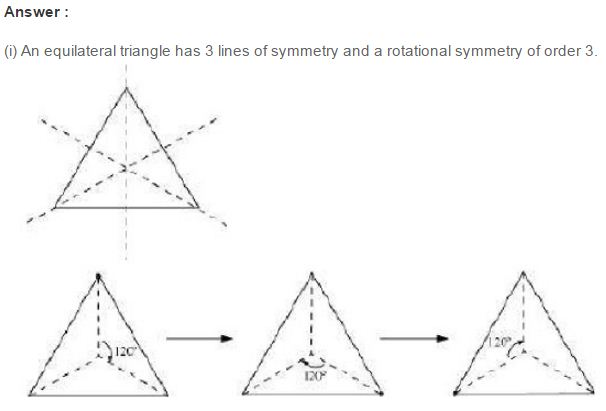 Answer :
(i) An equilateral triangle has 3 lines of symmetry and a rotational symmetry of order 3.
120°
120°
120°